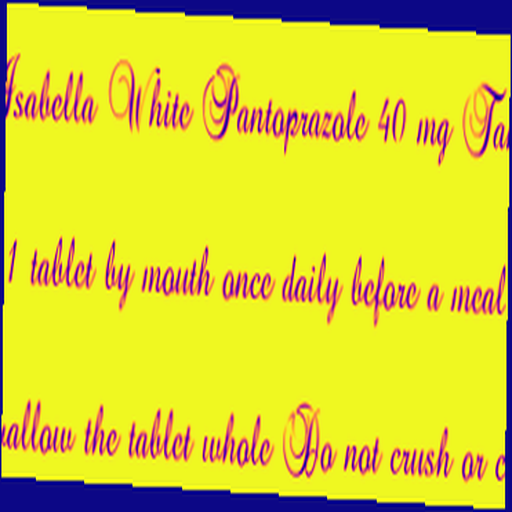 Isabella White Pantoprazole 40 mg
1 tablet by mouth once daily before a meal
the tablet whole Do not crush or